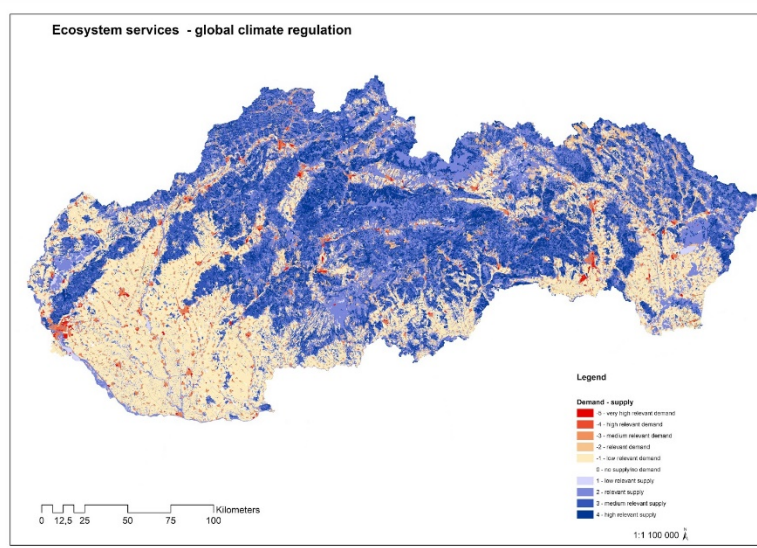 Ecosystem services - global climate regulation
Legend
Demand - supply
-5 - very high relevant demand
-4 - high relevant demand
-3 - medium relevant demand
-2 - relevant demand
-1 - low relevant demand
0 - no supply/no demand
1 - low relevant supply
2 - relevant supply
3 - medium relevant supply
4 - high relevant supply
Kilometers
0 12,5 25 50 75 100
1:1 100 000